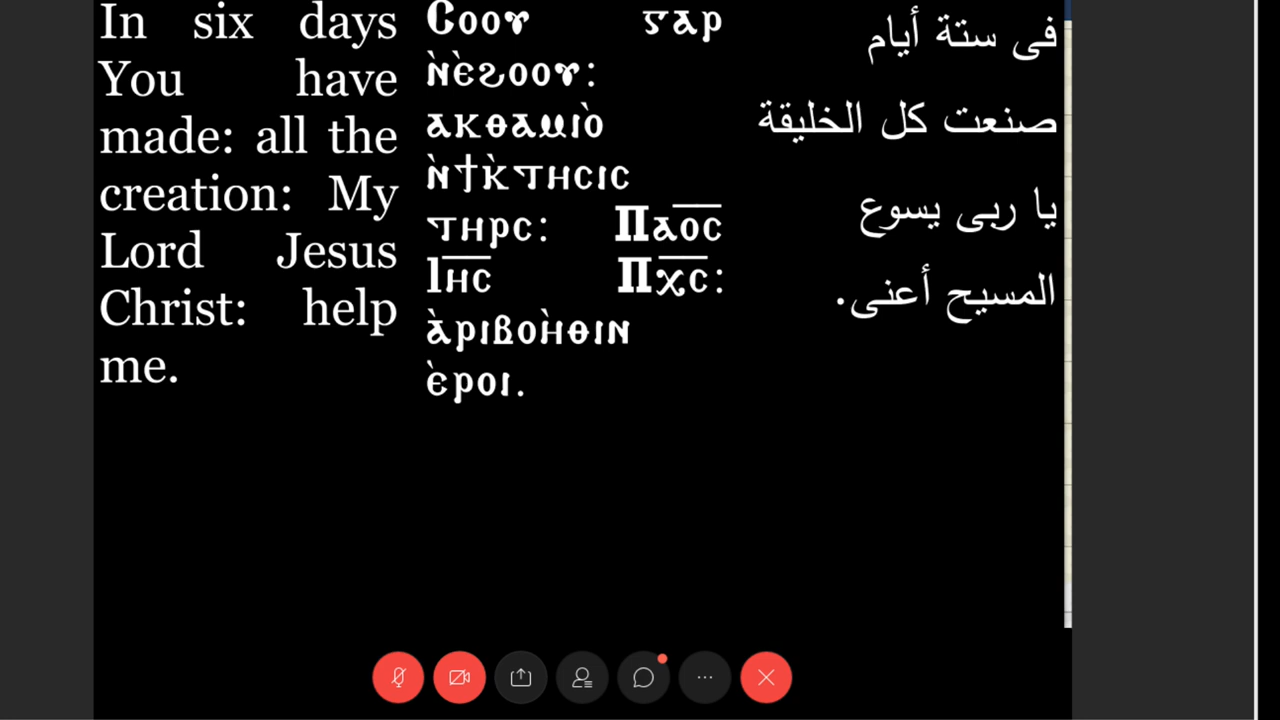 In six days
You have
made: all the
creation: My
Lord Jesus
Christ: help
me.
Ⲥⲟⲟⲩ ⲅⲁⲣ
ⲛ̀ⲉ̀ϩⲟⲟⲩ:
ⲁⲕⲑⲁⲙⲓⲟ̀
ⲛ̀ϯⲕ̀ⲧⲏⲥⲓⲥ
ⲧⲏⲣⲥ: Ⲡⲁⲟ̅ⲥ̅
Ⲓⲏ̅ⲥ̅ Ⲡⲭ̅ⲥ̅:
ⲁ̀ⲣⲓⲃⲟⲏ̀ⲑⲓⲛ
ⲉ̀ⲣⲟⲓ.
فى ستة أيام
صنعت كل الخليقة
يا ربى يسوع
المسيح أعنى.